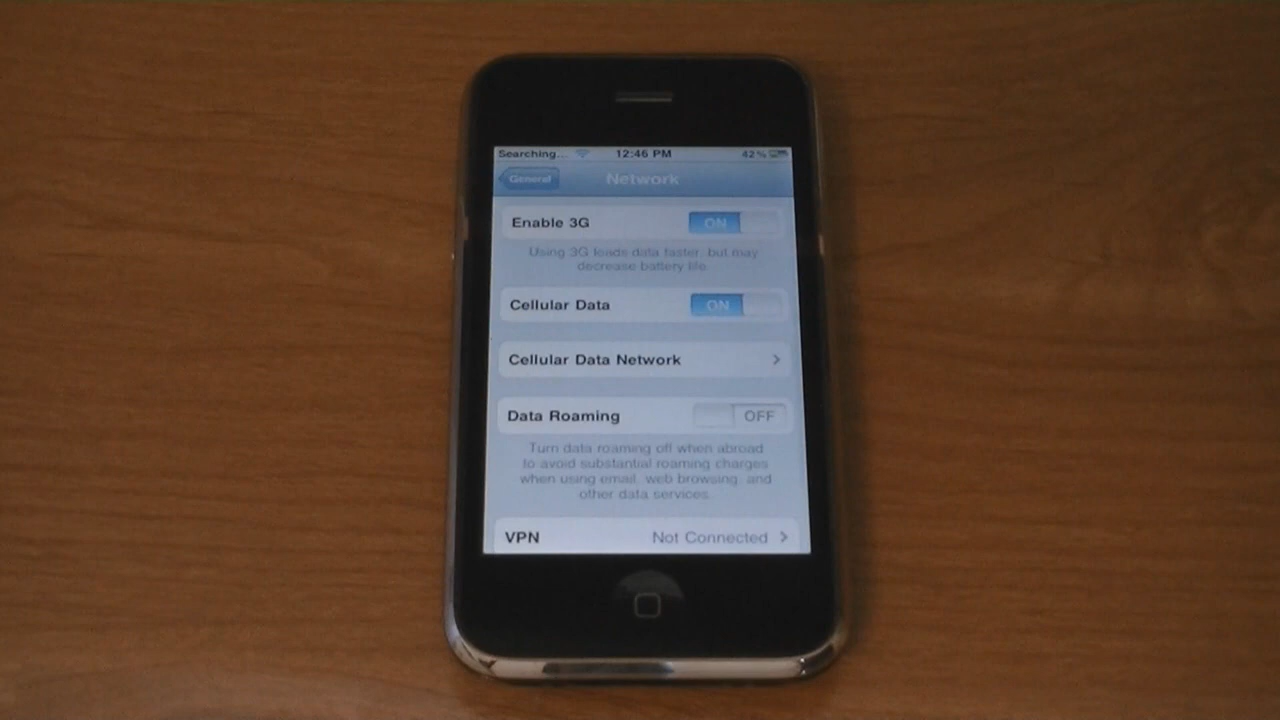 Searching... 12:46 PM 42%
General Network
Enable 3G ON
Using 3G loads data faster, but may
decrease battery life.
Cellular Data ON
Cellular Data Network
Data Roaming OFF
Turn data roaming off when abroad
to avoid substantial roaming charges
when using email, web browsing, and
other data services.
VPN Not Connected